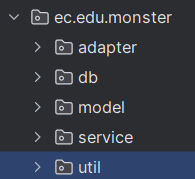 ec.edu.monster
adapter
db
model
service
util